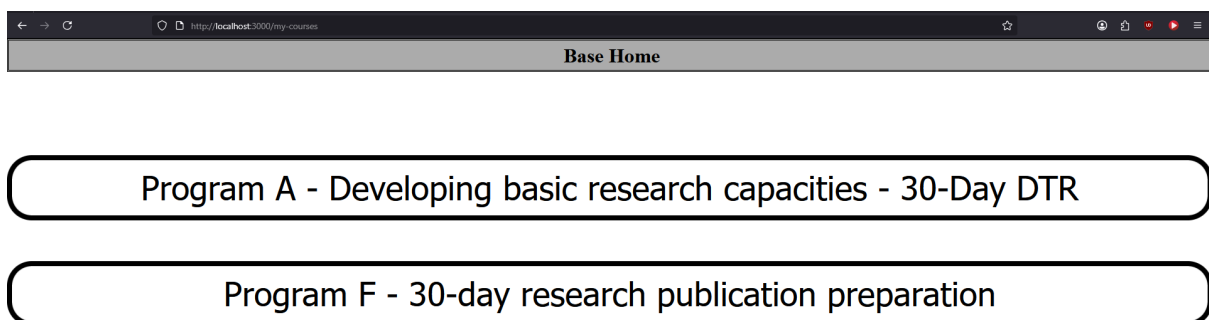 http://localhost:3000/my-courses
Base Home
Program A - Developing basic research capacities - 30-Day DTR
Program F - 30-day research publication preparation